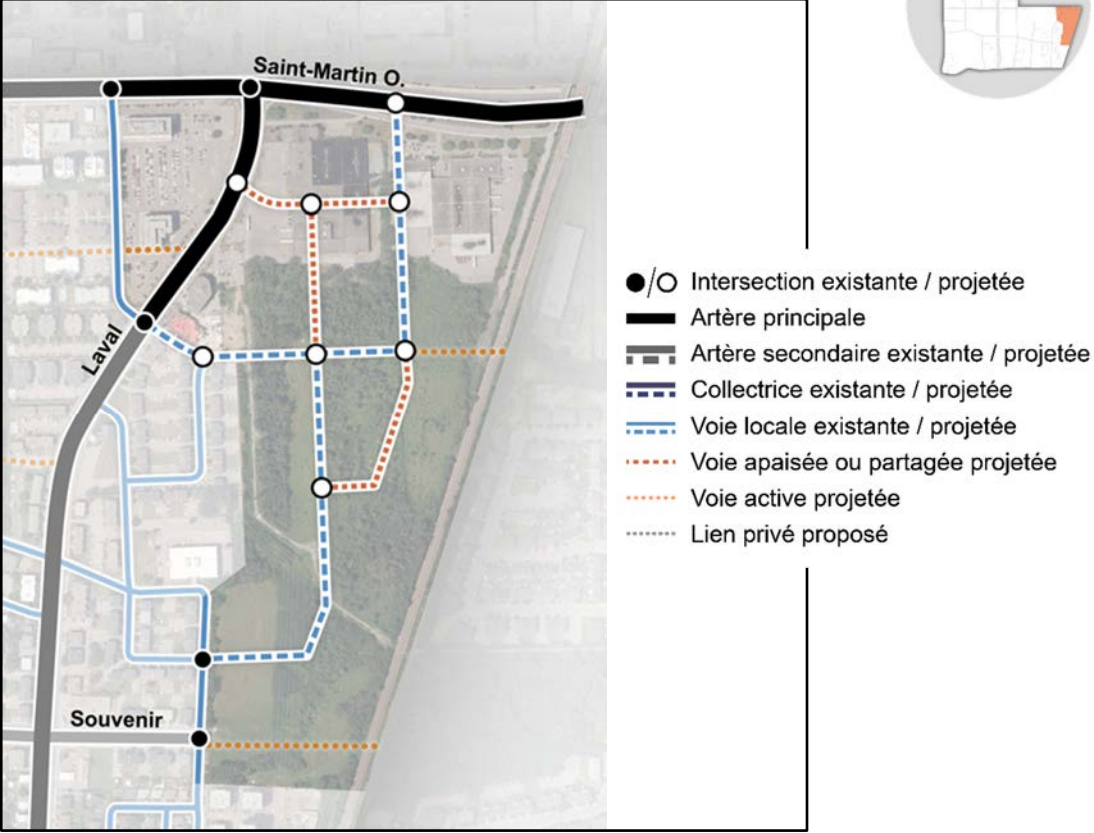 Saint-Martin O.
Laval
Souvenir
●/○ Intersection existante / projetée
Artère principale
Artère secondaire existante / projetée
Collectrice existante / projetée
Voie locale existante / projetée
Voie apaisée ou partagée projetée
Voie active projetée
Lien privé proposé